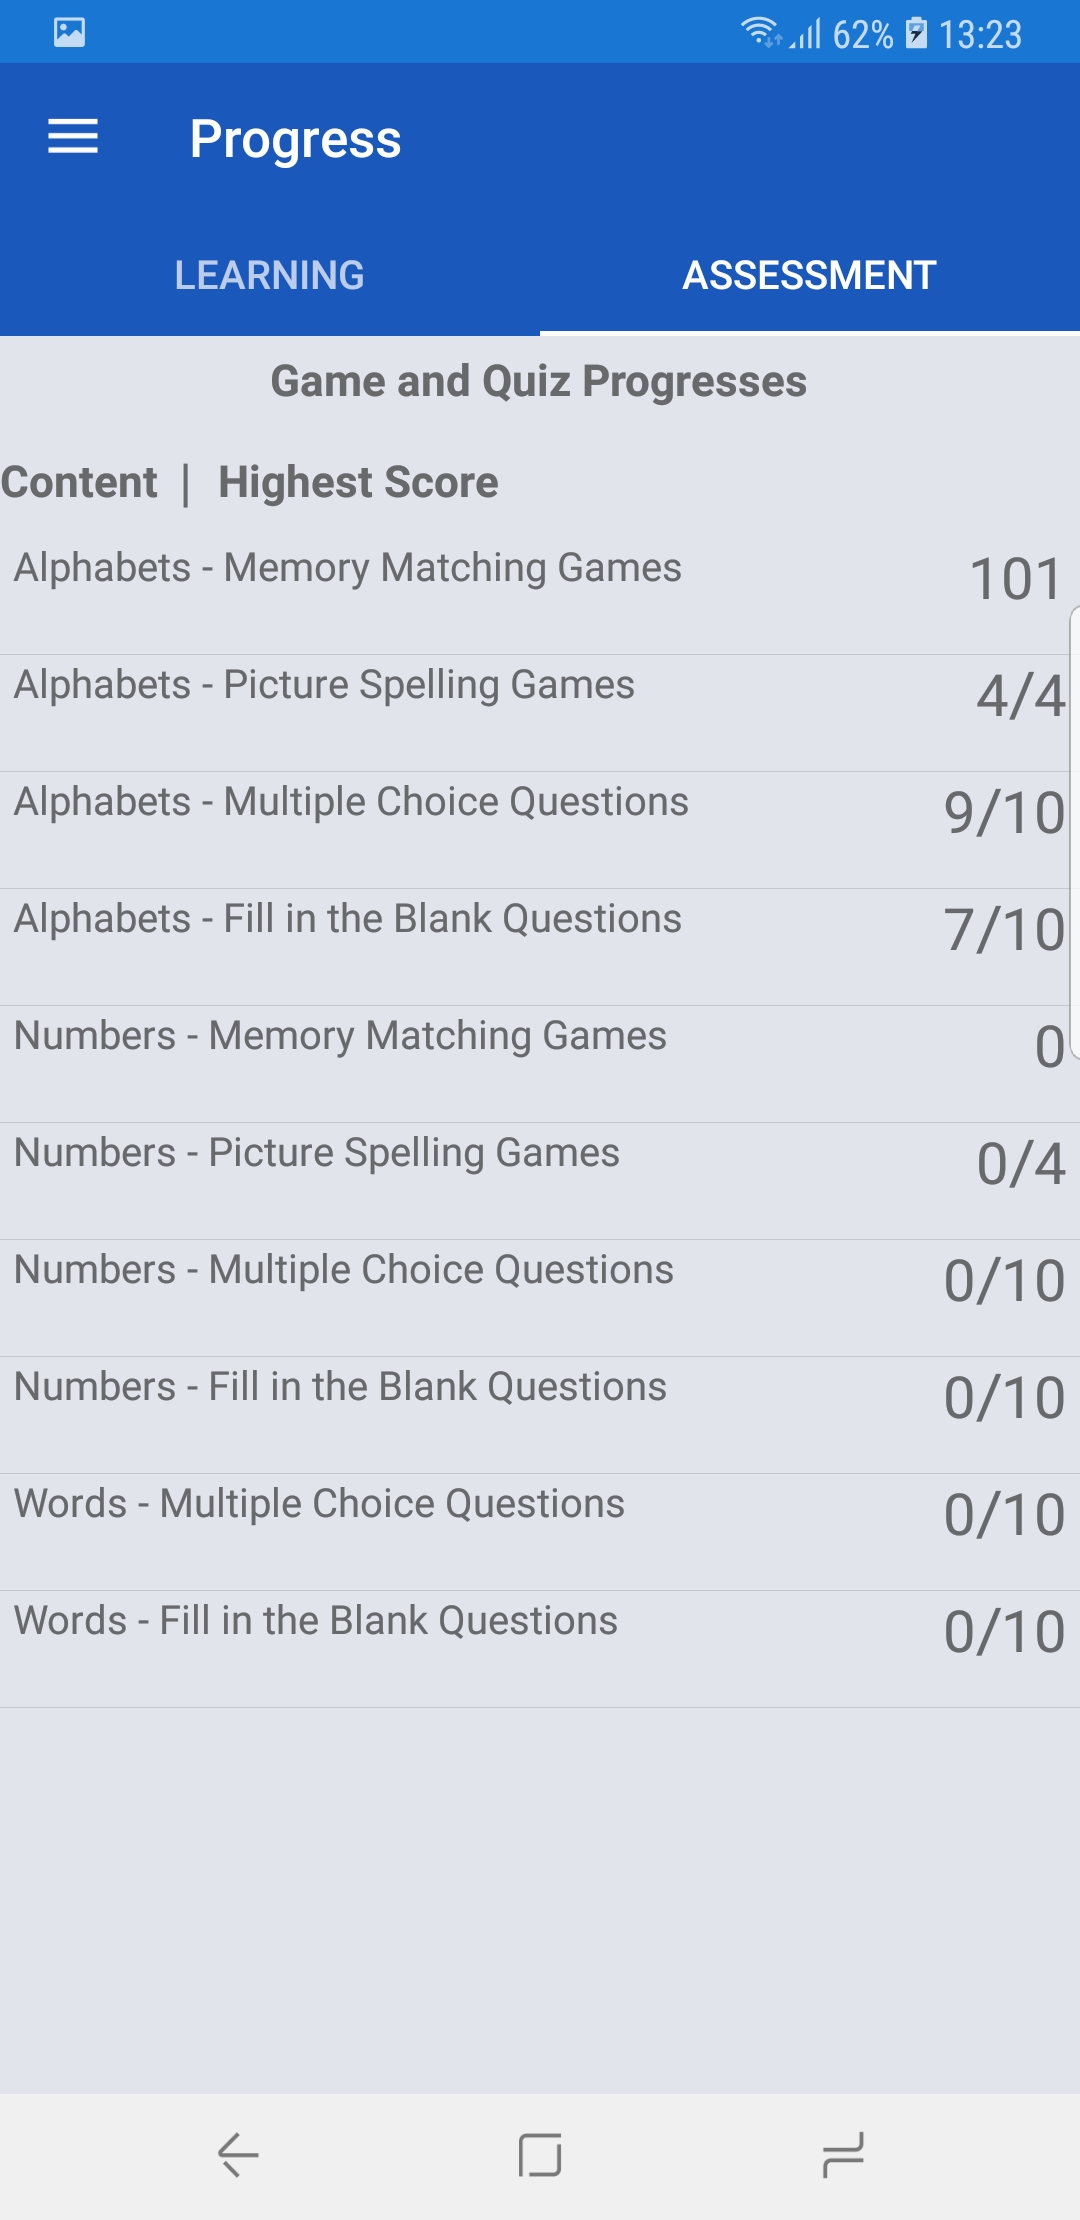 62% 13:23
Progress
LEARNING ASSESSMENT
Game and Quiz Progresses
Content | Highest Score
Alphabets - Memory Matching Games 101
Alphabets - Picture Spelling Games 4/4
Alphabets - Multiple Choice Questions 9/10
Alphabets - Fill in the Blank Questions 7/10
Numbers - Memory Matching Games 0
Numbers - Picture Spelling Games 0/4
Numbers - Multiple Choice Questions 0/10
Numbers - Fill in the Blank Questions 0/10
Words - Multiple Choice Questions 0/10
Words - Fill in the Blank Questions 0/10